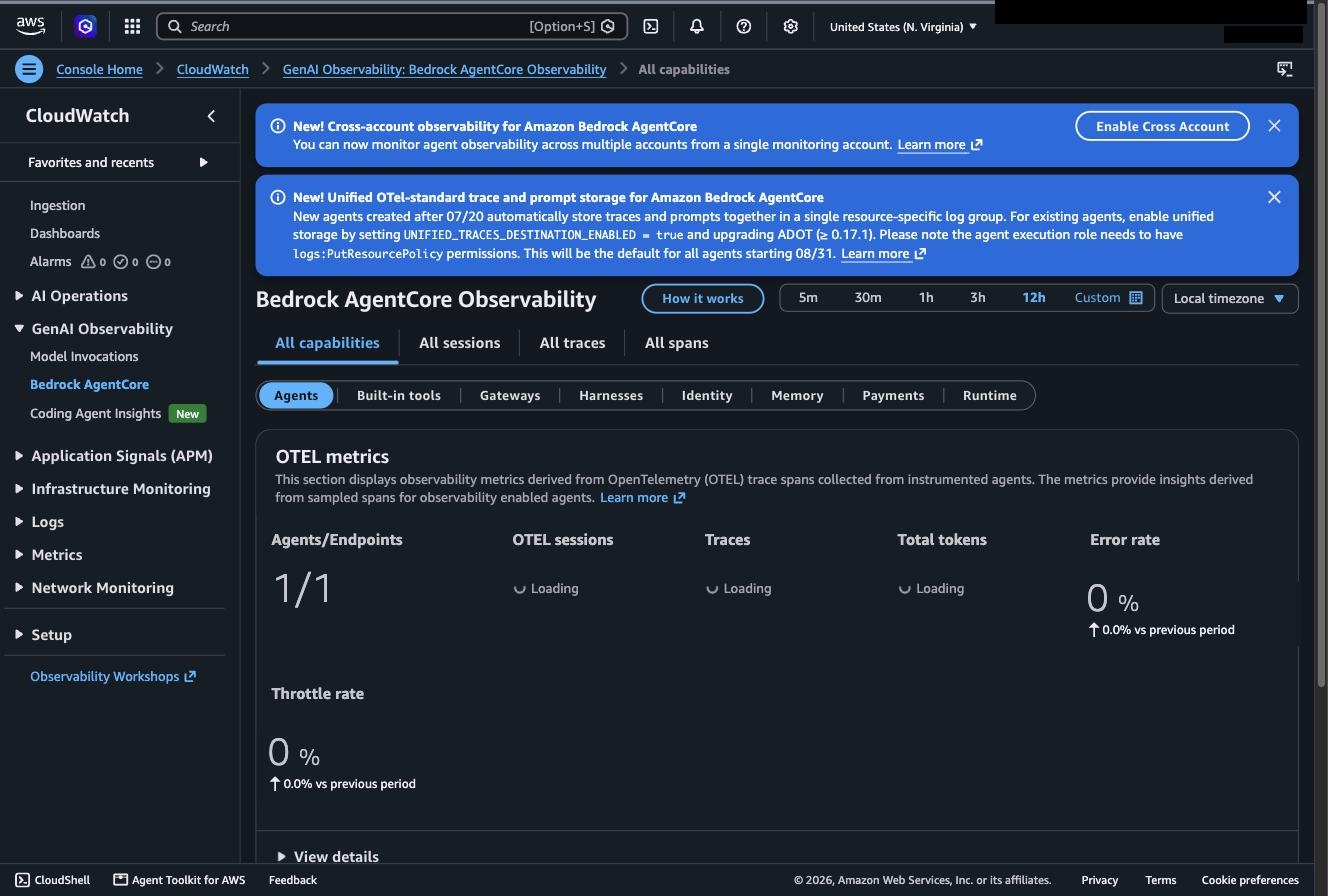 aws
Search [Option+S]
United States (N. Virginia)
Console Home
CloudWatch
GenAI Observability: Bedrock AgentCore Observability
All capabilities
CloudWatch
Favorites and recents
Ingestion
Dashboards
Alarms 0 0 0
AI Operations
GenAI Observability
Model Invocations
Bedrock AgentCore
Coding Agent Insights New
Application Signals (APM)
Infrastructure Monitoring
Logs
Metrics
Network Monitoring
Setup
Observability Workshops
New! Cross-account observability for Amazon Bedrock AgentCore
You can now monitor agent observability across multiple accounts from a single monitoring account. Learn more
Enable Cross Account
New! Unified OTel-standard trace and prompt storage for Amazon Bedrock AgentCore
New agents created after 07/20 automatically store traces and prompts together in a single resource-specific log group. For existing agents, enable unified
storage by setting UNIFIED_TRACES_DESTINATION_ENABLED = true and upgrading ADOT (≥ 0.17.1). Please note the agent execution role needs to have
logs:PutResourcePolicy permissions. This will be the default for all agents starting 08/31. Learn more
Bedrock AgentCore Observability
How it works
5m 30m 1h 3h 12h Custom
Local timezone
All capabilities All sessions All traces All spans
Agents Built-in tools Gateways Harnesses Identity Memory Payments Runtime
OTEL metrics
This section displays observability metrics derived from OpenTelemetry (OTEL) trace spans collected from instrumented agents. The metrics provide insights derived
from sampled spans for observability enabled agents. Learn more
Agents/Endpoints
1/1
OTEL sessions
Loading
Traces
Loading
Total tokens
Loading
Error rate
0 %
0.0% vs previous period
Throttle rate
0 %
0.0% vs previous period
View details
CloudShell Agent Toolkit for AWS Feedback
© 2026, Amazon Web Services, Inc. or its affiliates. Privacy Terms Cookie preferences